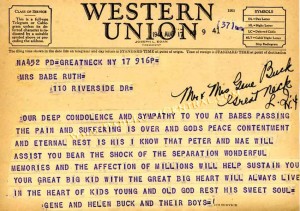 CLASS OF SERVICE
WESTERN
UNION
1201
SYMBOLS
NA492 PD=GREATNECK NY 17 916P=
MRS BABE RUTH=
110 RIVERSIDE DR=
Mr & Mrs Gene Buck
Great Neck
OUR DEEP CONDOLENCE AND SYMPATHY TO YOU AT BABES PASSING
THE PAIN AND SUFFERING IS OVER AND GODS PEACE CONTENTMENT
AND ETERNAL REST IS HIS I KNOW THAT PETER AND MAE WILL
ASSIST YOU BEAR THE SHOCK OF THE SEPARATION WONDERFUL
MEMORIES AND THE AFFECTION OF MILLIONS WILL HELP SUSTAIN YOU
YOUR GREAT BIG KID WITH THE GREAT BIG HEART WILL ALWAYS LIVE
IN THE HEART OF KIDS YOUNG AND OLD GOD REST HIS SWEET SOUL=
GENE AND HELEN BUCK AND THEIR BOYS=